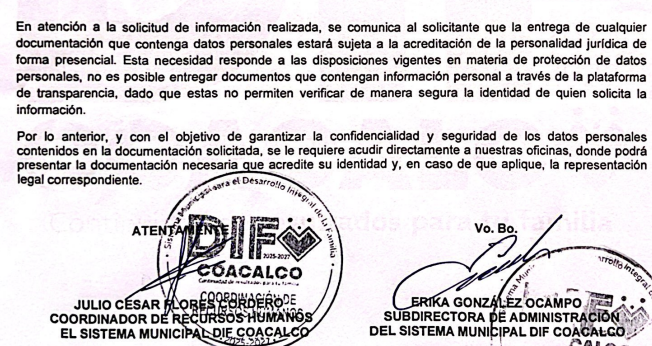 En atención a la solicitud de información realizada, se comunica al solicitante que la entrega de cualquier
documentación que contenga datos personales estará sujeta a la acreditación de la personalidad jurídica de
forma presencial. Esta necesidad responde a las disposiciones vigentes en materia de protección de datos
personales, no es posible entregar documentos que contengan información personal a través de la plataforma
de transparencia, dado que estas no permiten verificar de manera segura la identidad de quien solicita la
información.
Por lo anterior, y con el objetivo de garantizar la confidencialidad y seguridad de los datos personales
contenidos en la documentación solicitada, se le requiere acudir directamente a nuestras oficinas, donde podrá
presentar la documentación necesaria que acredite su identidad y, en caso de que aplique, la representación
legal correspondiente.
ATENTAMENTE
Sistema Municipal para el Desarrollo Integral de la Familia
DIF
2025-2027
COACALCO
COORDINACIÓN DE
RECURSOS HUMANOS
2025-2027
JULIO CÉSAR FLORES CORDERO
COORDINADOR DE RECURSOS HUMANOS
EL SISTEMA MUNICIPAL DIF COACALCO
Vo. Bo.
ERIKA GONZÁLEZ OCAMPO
SUBDIRECTORA DE ADMINISTRACIÓN
DEL SISTEMA MUNICIPAL DIF COACALCO